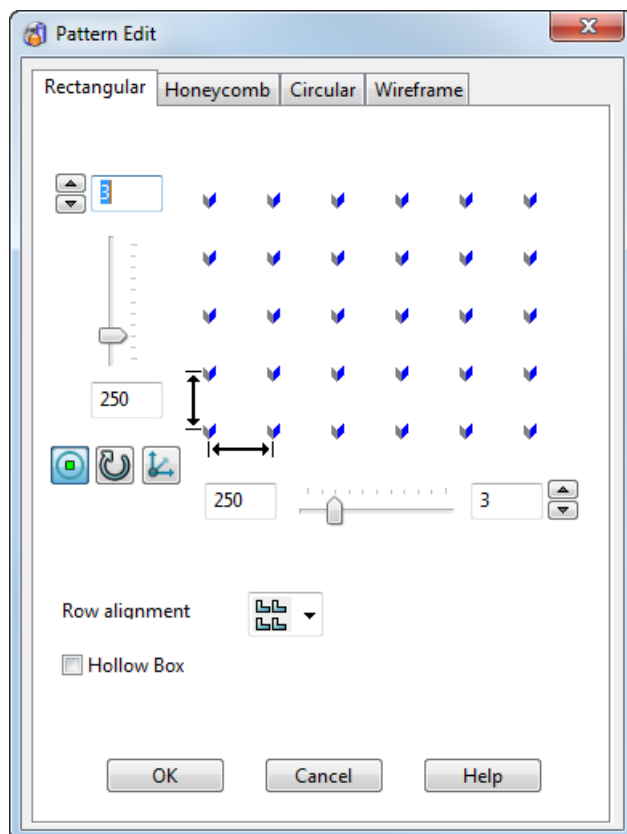 Pattern Edit
Rectangular Honeycomb Circular Wireframe
3
250
250 3
Row alignment
Hollow Box
OK Cancel Help